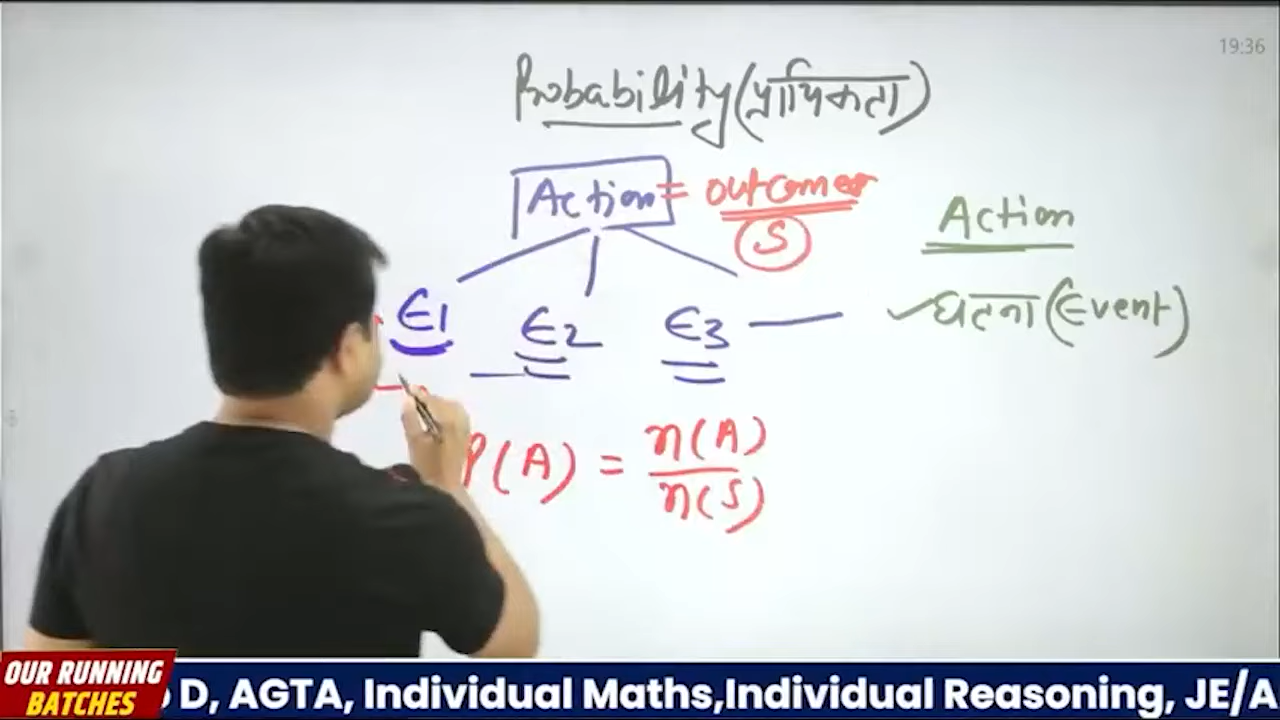 19:36
Probability (प्रायिकता)
Action = outcomes
S
Action
E1 E2 E3
घटना (Event)
P(A) = n(A)/n(S)
OUR RUNNING BATCHES
D, AGTA, Individual Maths,Individual Reasoning, JE/A